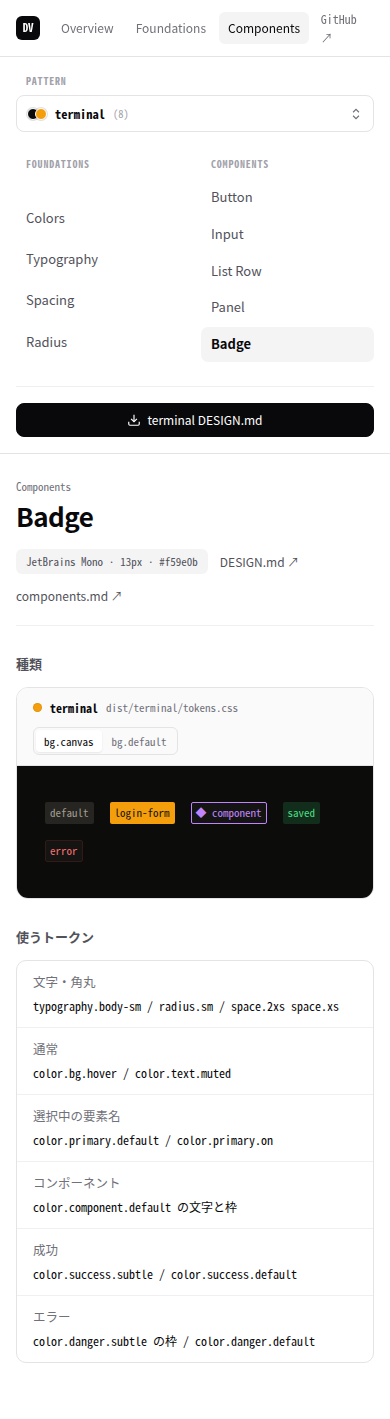 DV Overview Foundations Components GitHub ↗
PATTERN
terminal (8)
FOUNDATIONS
Colors
Typography
Spacing
Radius
COMPONENTS
Button
Input
List Row
Panel
Badge
terminal DESIGN.md
Components
Badge
JetBrains Mono · 13px · #f59e0b DESIGN.md ↗
components.md ↗
種類
terminal dist/terminal/tokens.css
bg.canvas bg.default
default login-form ◆ component saved
error
使うトークン
文字・角丸
typography.body-sm / radius.sm / space.2xs space.xs
通常
color.bg.hover / color.text.muted
選択中の要素名
color.primary.default / color.primary.on
コンポーネント
color.component.default の文字と枠
成功
color.success.subtle / color.success.default
エラー
color.danger.subtle の枠 / color.danger.default